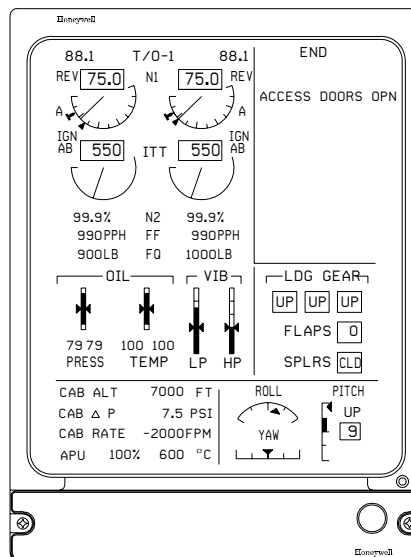 Honeywell
88.1 T/O-1 88.1 END
REV 75.0 N1 75.0 REV
ACCESS DOORS OPN
A A
IGN IGN
AB 550 ITT 550 AB
99.9% N2 99.9%
990PPH FF 990PPH
900LB FQ 1000LB
OIL VIB LDG GEAR
UP UP UP
FLAPS 0
79 79 100 100
PRESS TEMP LP HP SPLRS CLD
CAB ALT 7000 FT ROLL PITCH
CAB Δ P 7.5 PSI UP
CAB RATE -2000FPM YAW 9
APU 100% 600 °C
Honeywell